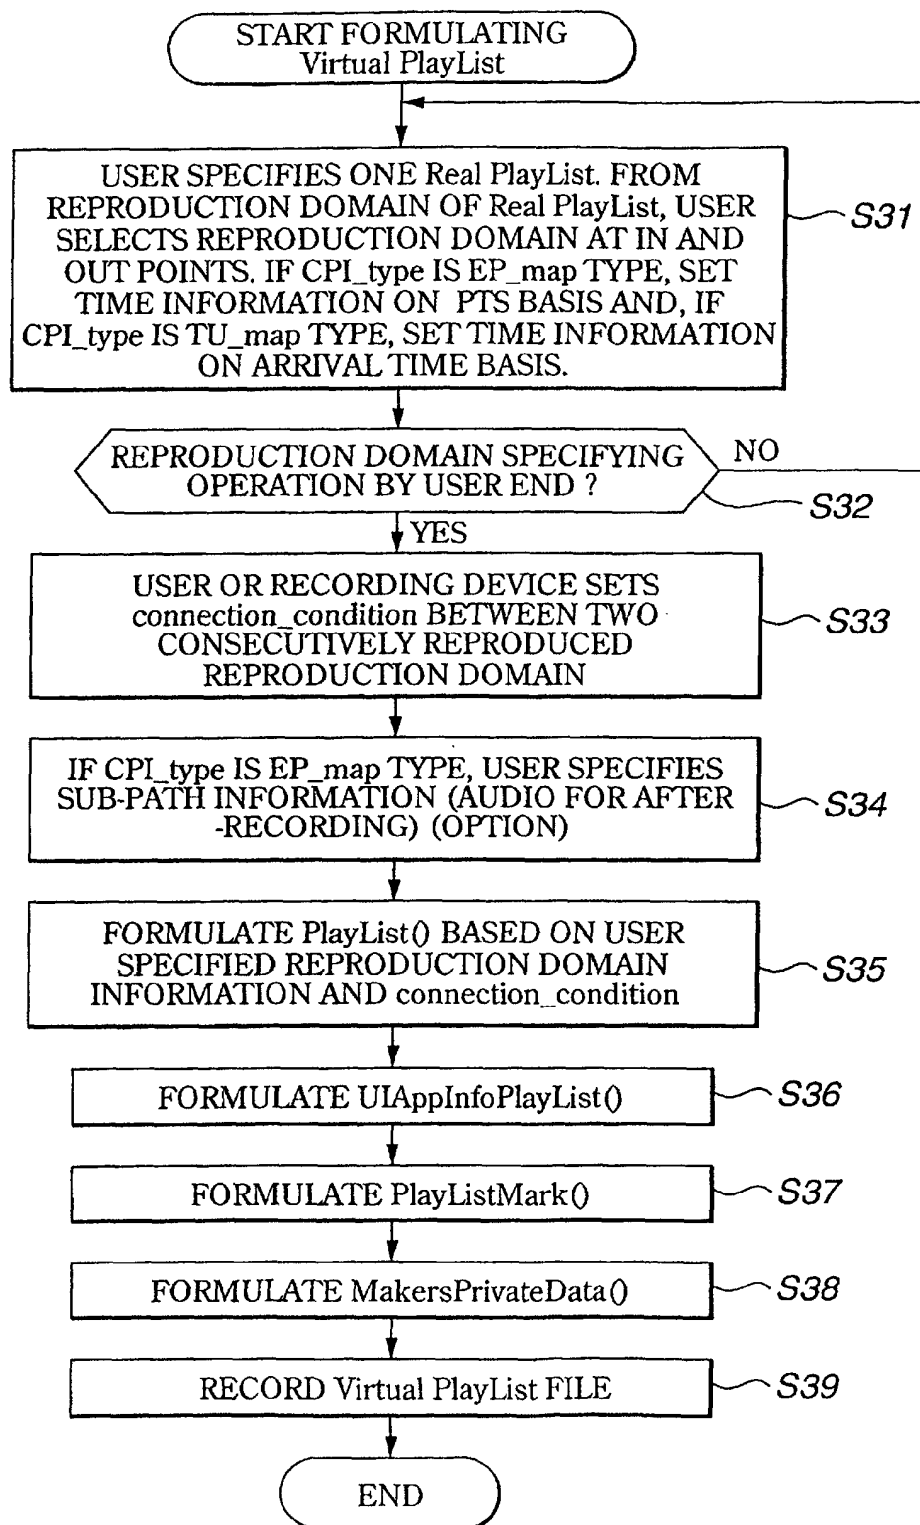 START FORMULATING
Virtual PlayList
USER SPECIFIES ONE Real PlayList. FROM
REPRODUCTION DOMAIN OF Real PlayList, USER
SELECTS REPRODUCTION DOMAIN AT IN AND
OUT POINTS. IF CPI_type IS EP_map TYPE, SET
TIME INFORMATION ON PTS BASIS AND, IF
CPI_type IS TU_map TYPE, SET TIME INFORMATION
ON ARRIVAL TIME BASIS.
S31
REPRODUCTION DOMAIN SPECIFYING
OPERATION BY USER END ?
NO
S32
YES
USER OR RECORDING DEVICE SETS
connection_condition BETWEEN TWO
CONSECUTIVELY REPRODUCED
REPRODUCTION DOMAIN
S33
IF CPI_type IS EP_map TYPE, USER SPECIFIES
SUB-PATH INFORMATION (AUDIO FOR AFTER
-RECORDING) (OPTION)
S34
FORMULATE PlayList() BASED ON USER
SPECIFIED REPRODUCTION DOMAIN
INFORMATION AND connection_condition
S35
FORMULATE UIAppInfoPlayList()
S36
FORMULATE PlayListMark()
S37
FORMULATE MakersPrivateData()
S38
RECORD Virtual PlayList FILE
S39
END